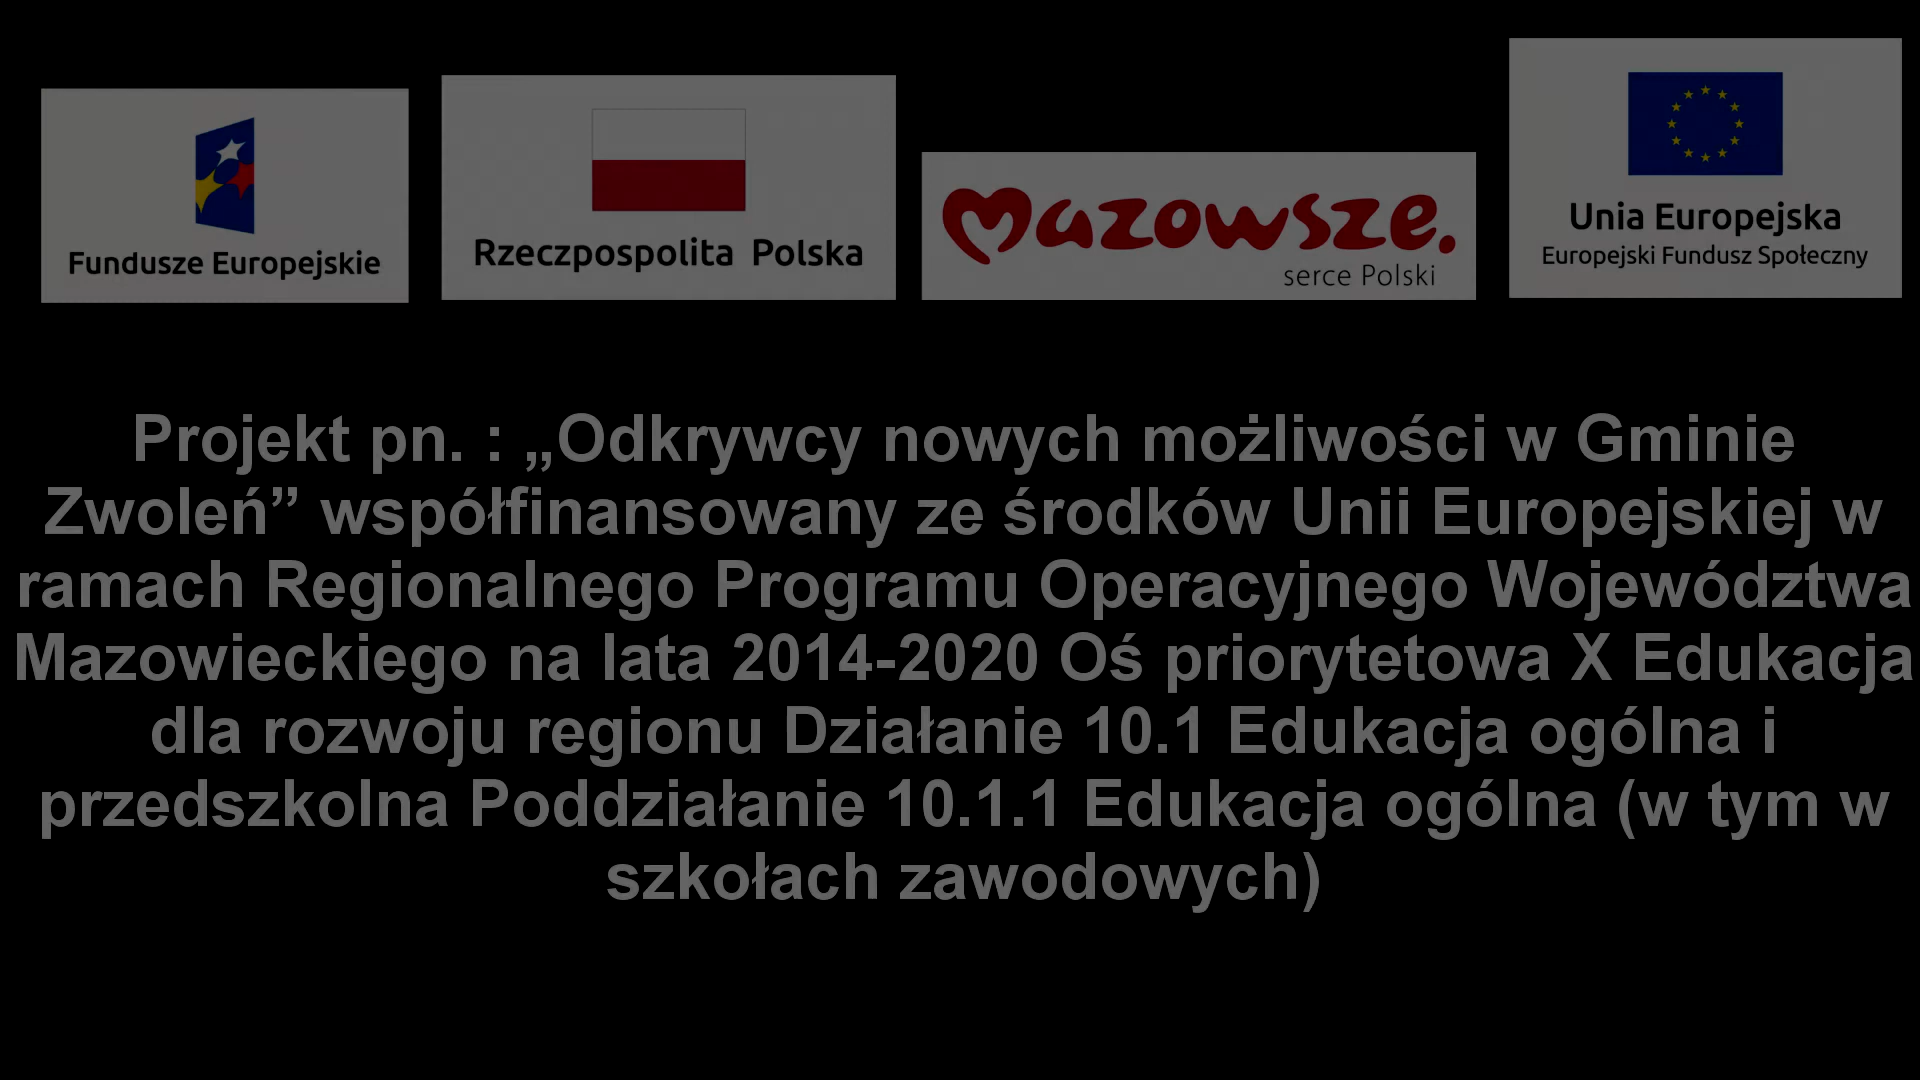 Fundusze Europejskie
Rzeczpospolita Polska
Mazowsze.
serce Polski
Unia Europejska
Europejski Fundusz Społeczny
Projekt pn. : „Odkrywcy nowych możliwości w Gminie
Zwoleń” współfinansowany ze środków Unii Europejskiej w
ramach Regionalnego Programu Operacyjnego Województwa
Mazowieckiego na lata 2014-2020 Oś priorytetowa X Edukacja
dla rozwoju regionu Działanie 10.1 Edukacja ogólna i
przedszkolna Poddziałanie 10.1.1 Edukacja ogólna (w tym w
szkołach zawodowych)